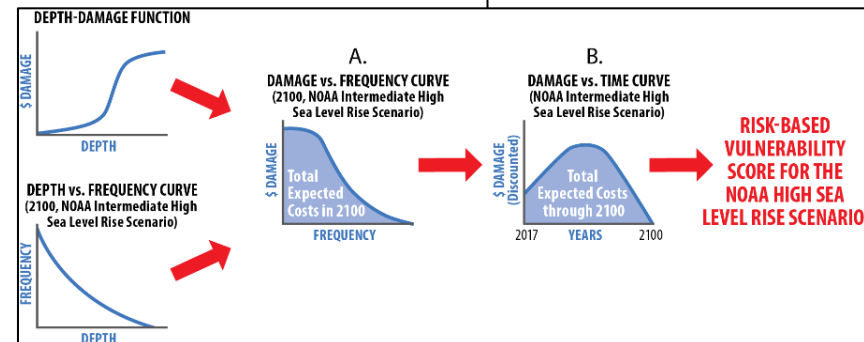 DEPTH-DAMAGE FUNCTION
$ DAMAGE
DEPTH
DEPTH vs. FREQUENCY CURVE
(2100, NOAA Intermediate High
Sea Level Rise Scenario)
FREQUENCY
DEPTH
A.
DAMAGE vs. FREQUENCY CURVE
(2100, NOAA Intermediate High
Sea Level Rise Scenario)
$ DAMAGE
Total
Expected
Costs in 2100
FREQUENCY
B.
DAMAGE vs. TIME CURVE
(NOAA Intermediate High
Sea Level Rise Scenario)
$ DAMAGE
(Discounted)
Total
Expected Costs
through 2100
2017 YEARS 2100
RISK-BASED
VULNERABILITY
SCORE FOR THE
NOAA HIGH SEA
LEVEL RISE SCENARIO